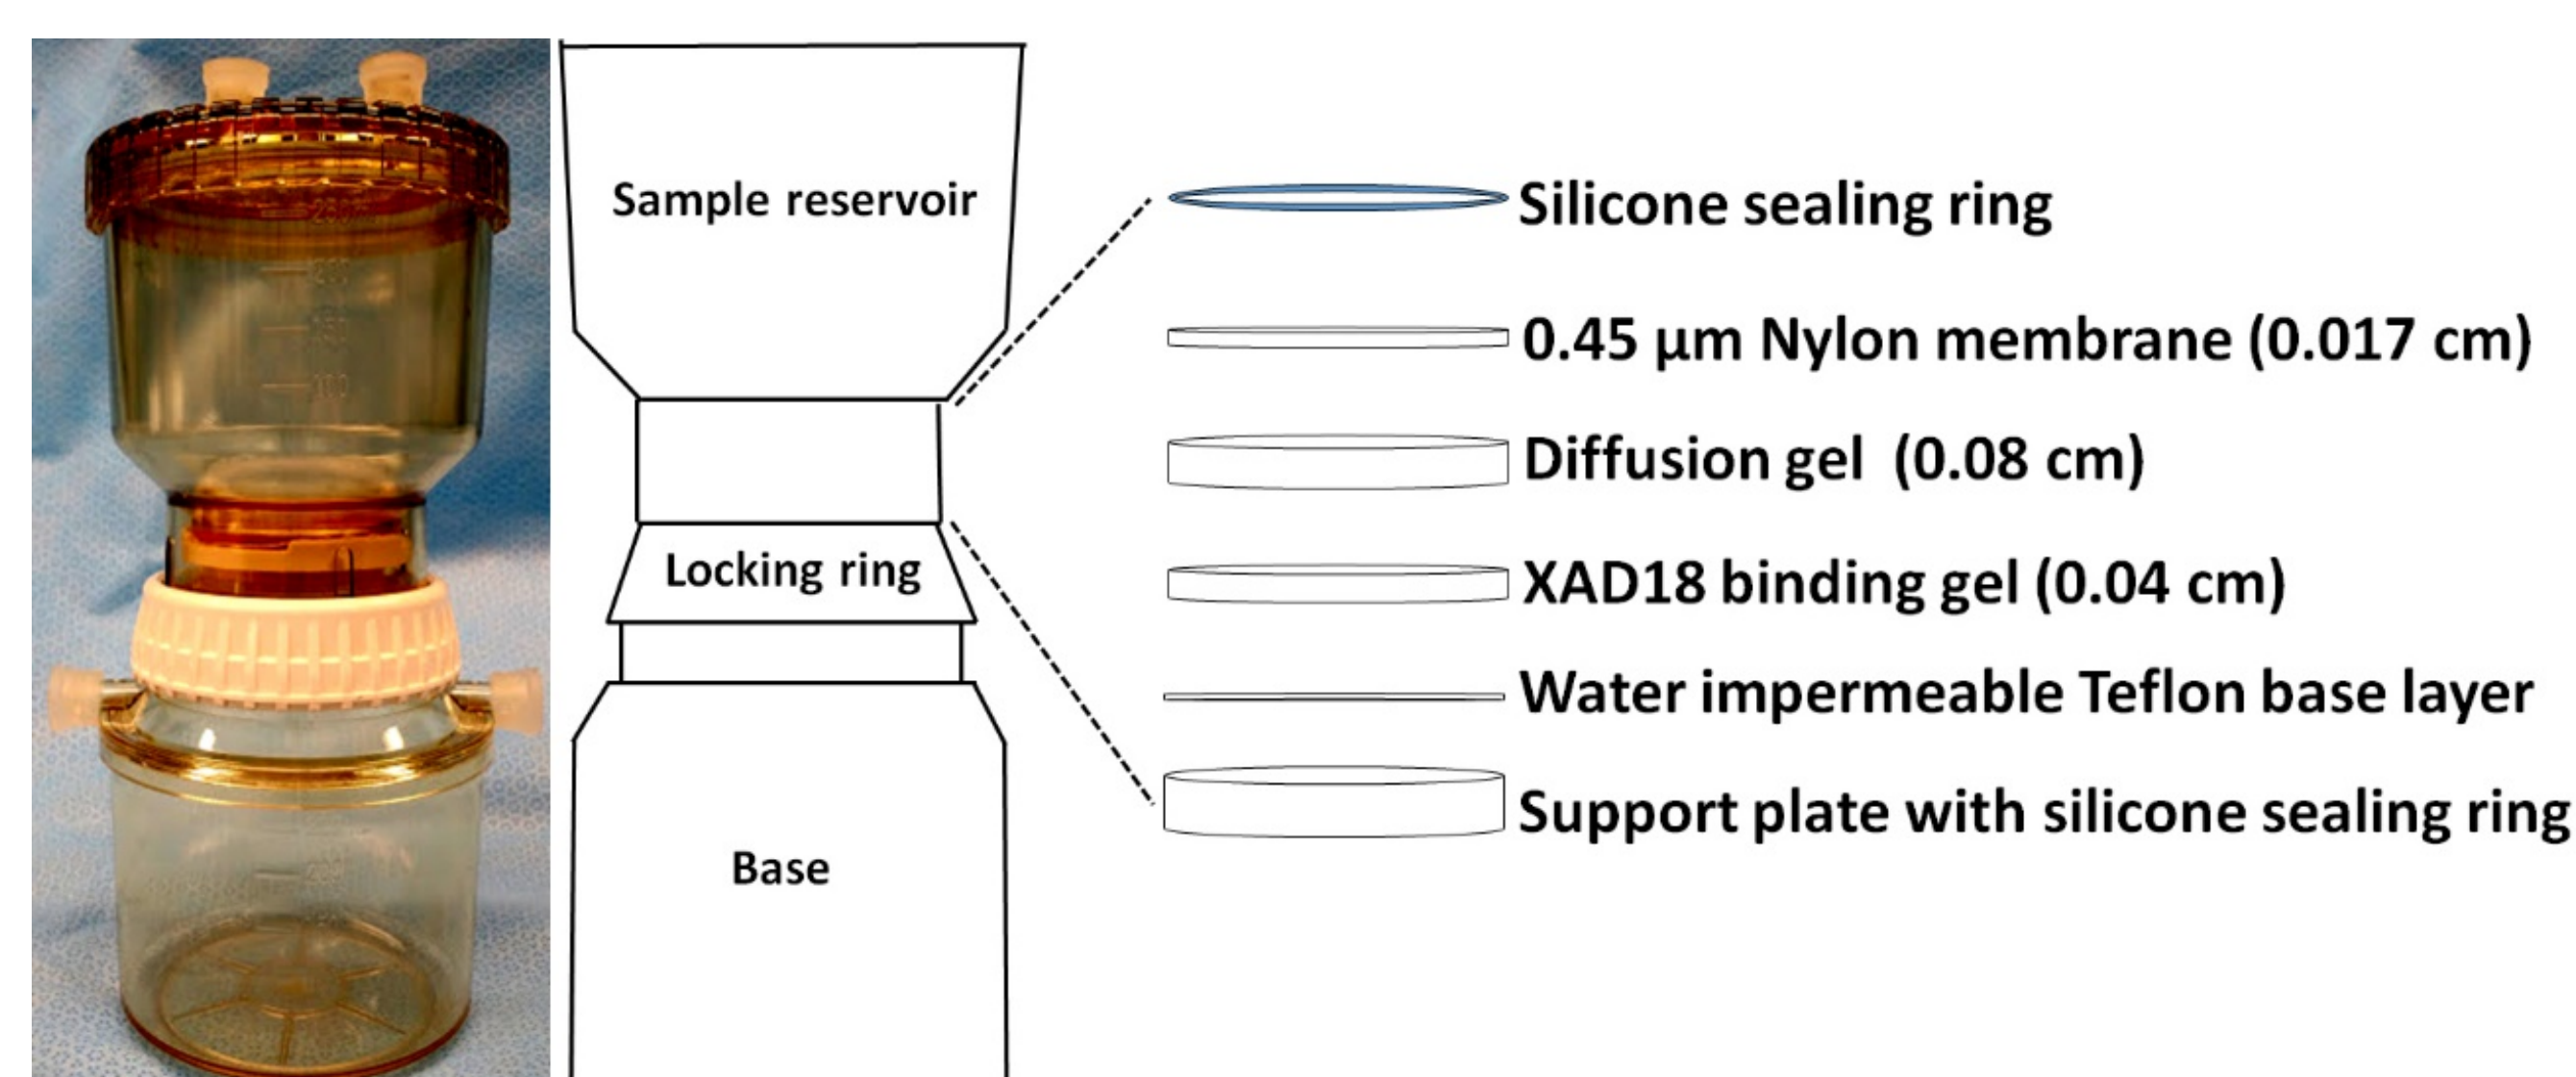 Sample reservoir
Locking ring
Base
Silicone sealing ring
0.45 µm Nylon membrane (0.017 cm)
Diffusion gel (0.08 cm)
XAD18 binding gel (0.04 cm)
Water impermeable Teflon base layer
Support plate with silicone sealing ring